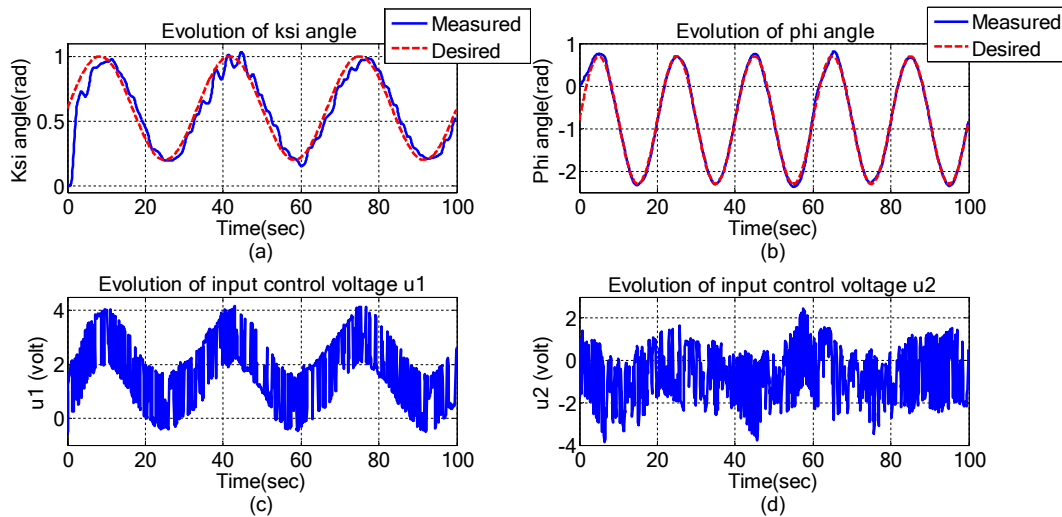 Evolution of ksi angle
Measured
Desired
Ksi angle(rad)
1
0.5
0
0 20 40 60 80 100
Time(sec)
(a)
Evolution of phi angle
Measured
Desired
Phi angle(rad)
1
0
-1
-2
0 20 40 60 80 100
Time(sec)
(b)
Evolution of input control voltage u1
u1 (volt)
4
2
0
0 20 40 60 80 100
Time(sec)
(c)
Evolution of input control voltage u2
u2 (volt)
2
0
-2
-4
0 20 40 60 80 100
Time(sec)
(d)